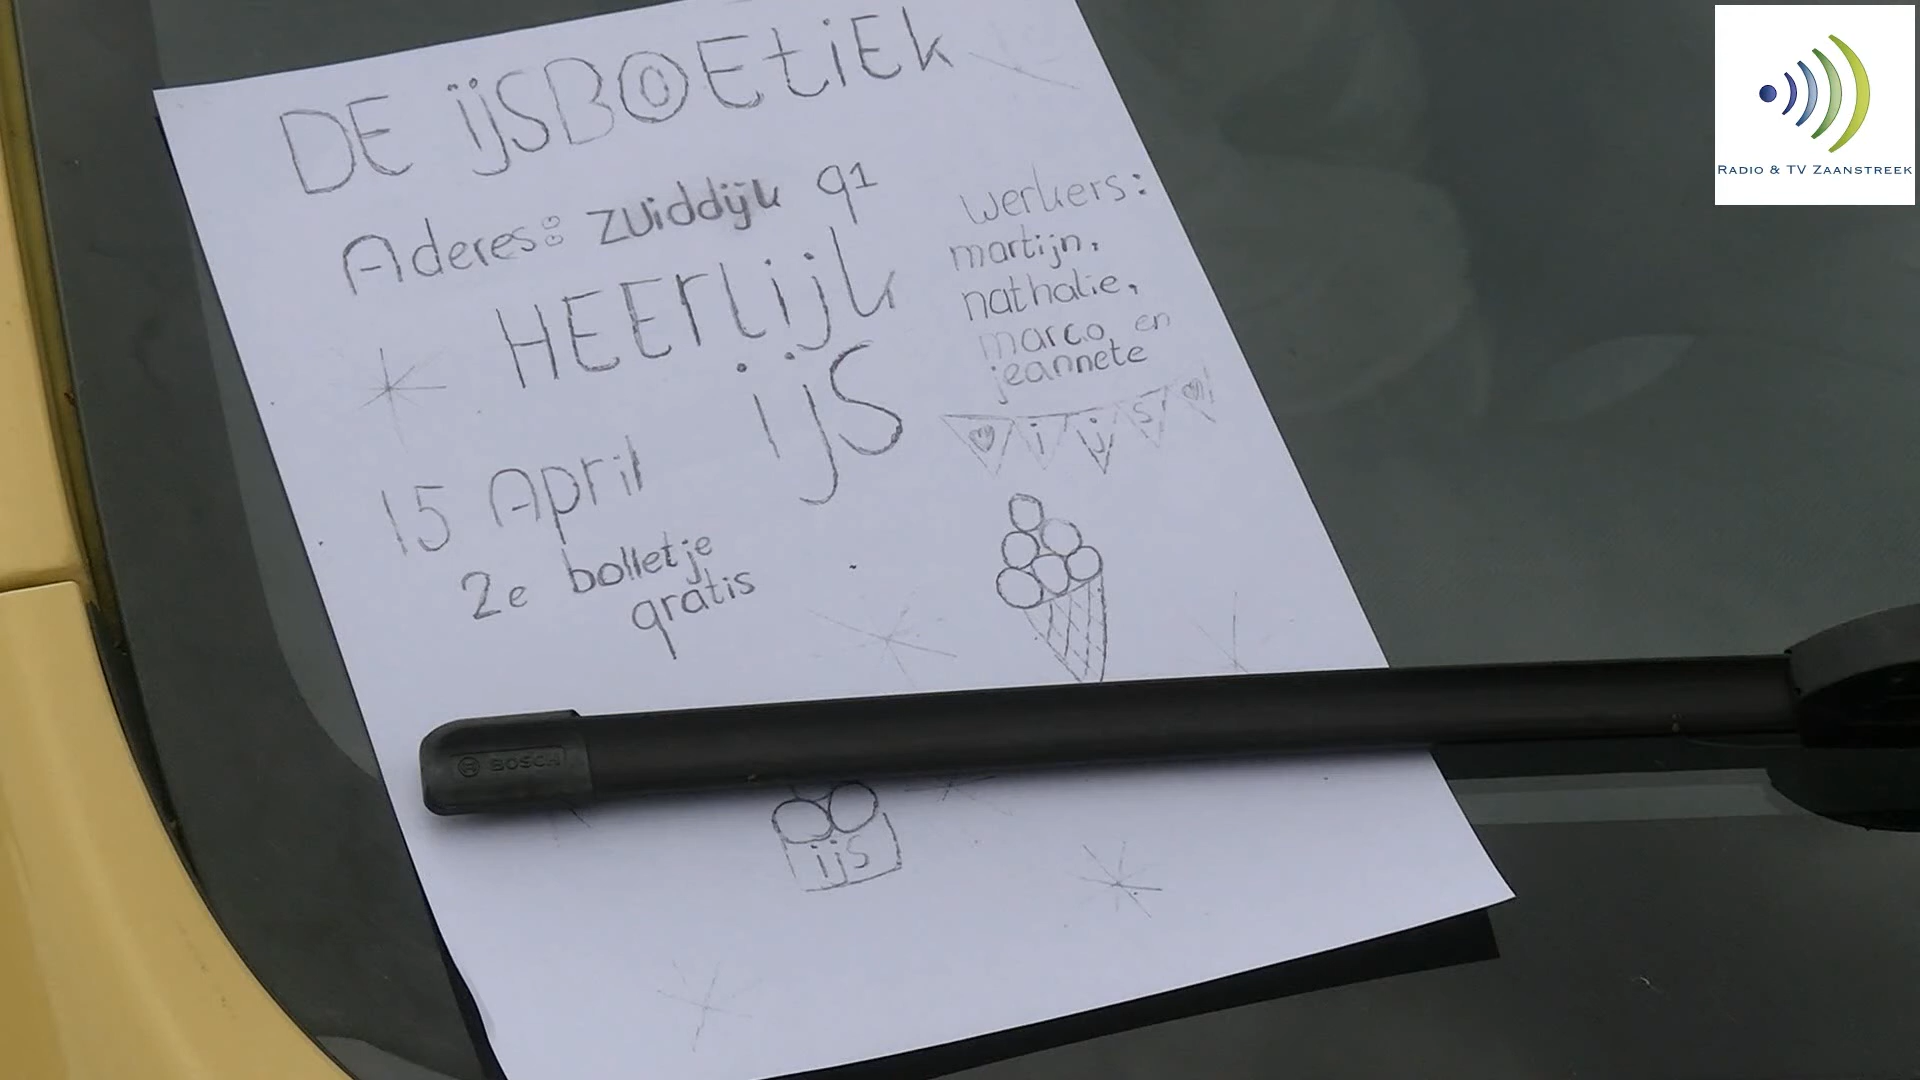 DE ijSBOEtiEk
Aderes: zuiddijk 91
HEErlijk
ijS
15 April
2e bolletje
gratis
werkers:
martijn,
nathalie,
marco en
jeannete
ijs
ijs
BOSCH
RADIO & TV ZAANSTREEK